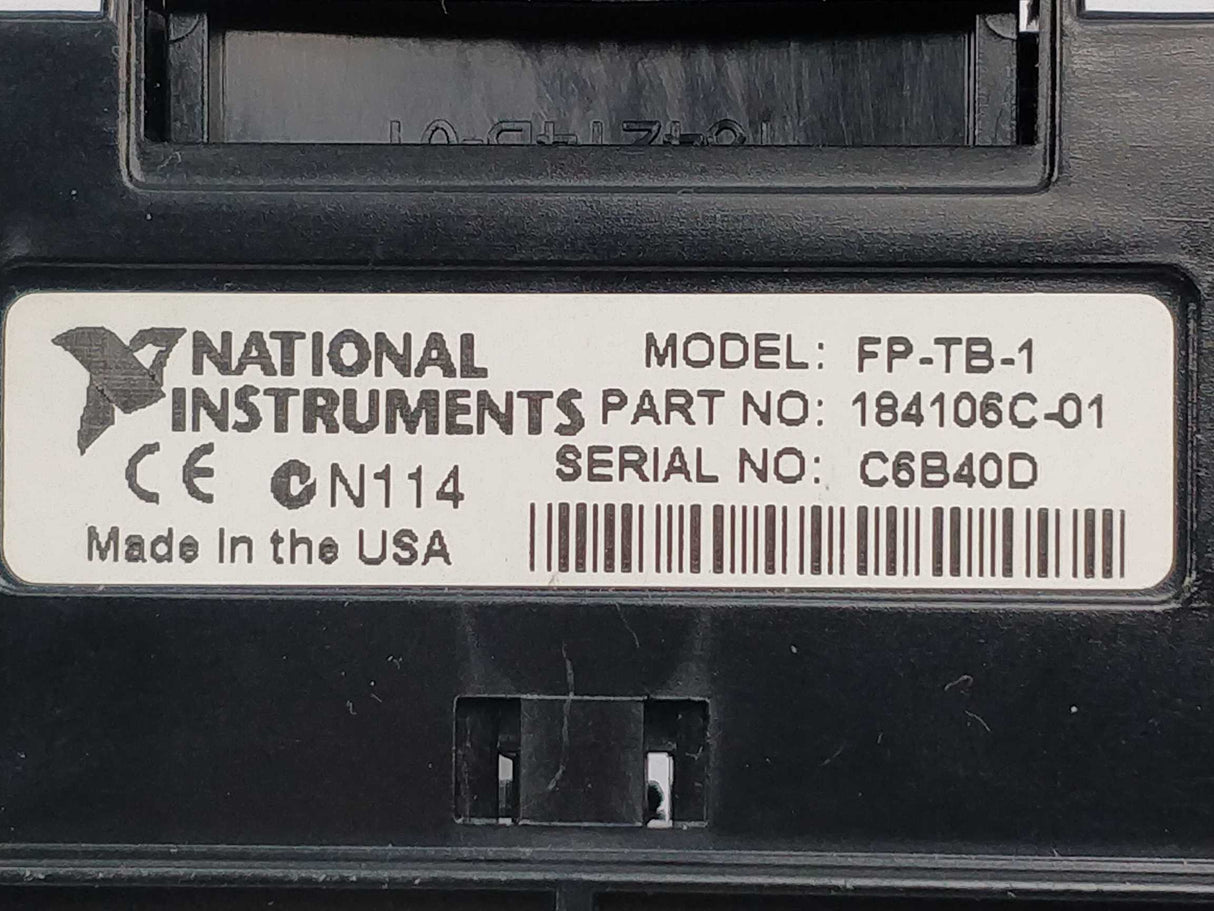 NATIONAL
INSTRUMENTS
MODEL: FP-TB-1
PART NO: 184106C-01
SERIAL NO: C6B40D
CE N114
Made in the USA